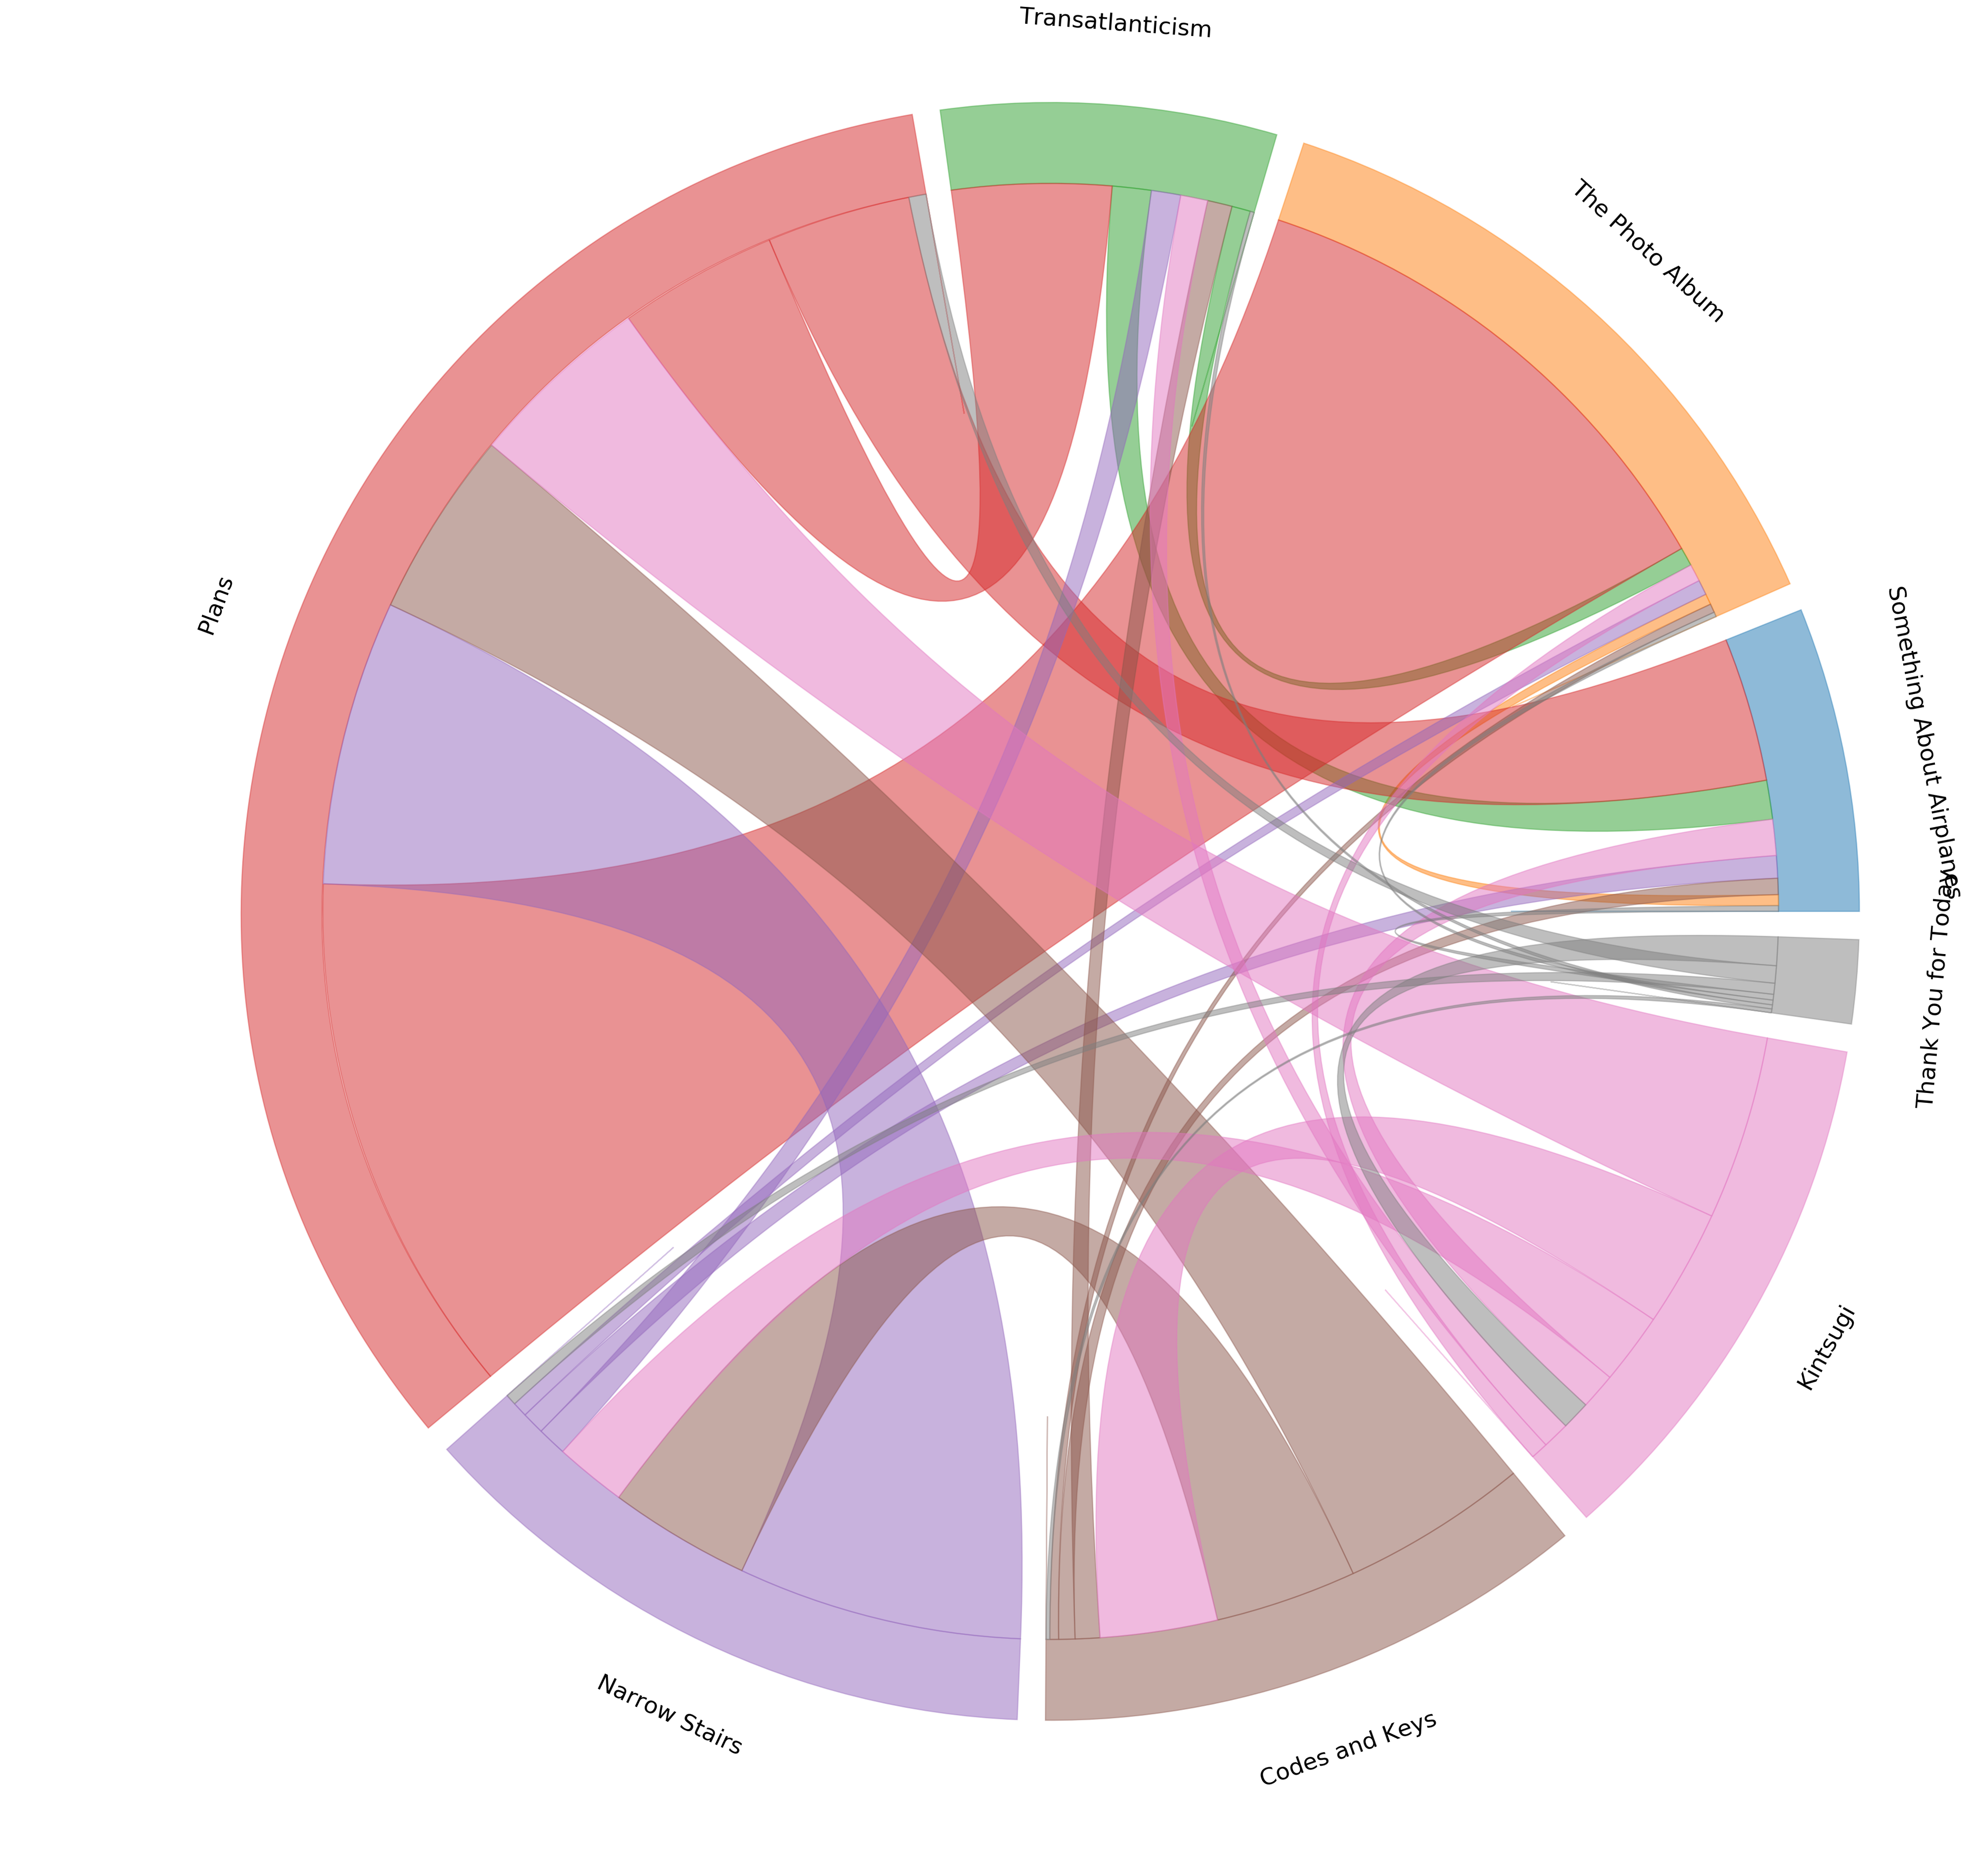 Transatlanticism
The Photo Album
Something About Airplanes
Thank You for Today
Kintsugi
Codes and Keys
Narrow Stairs
Plans